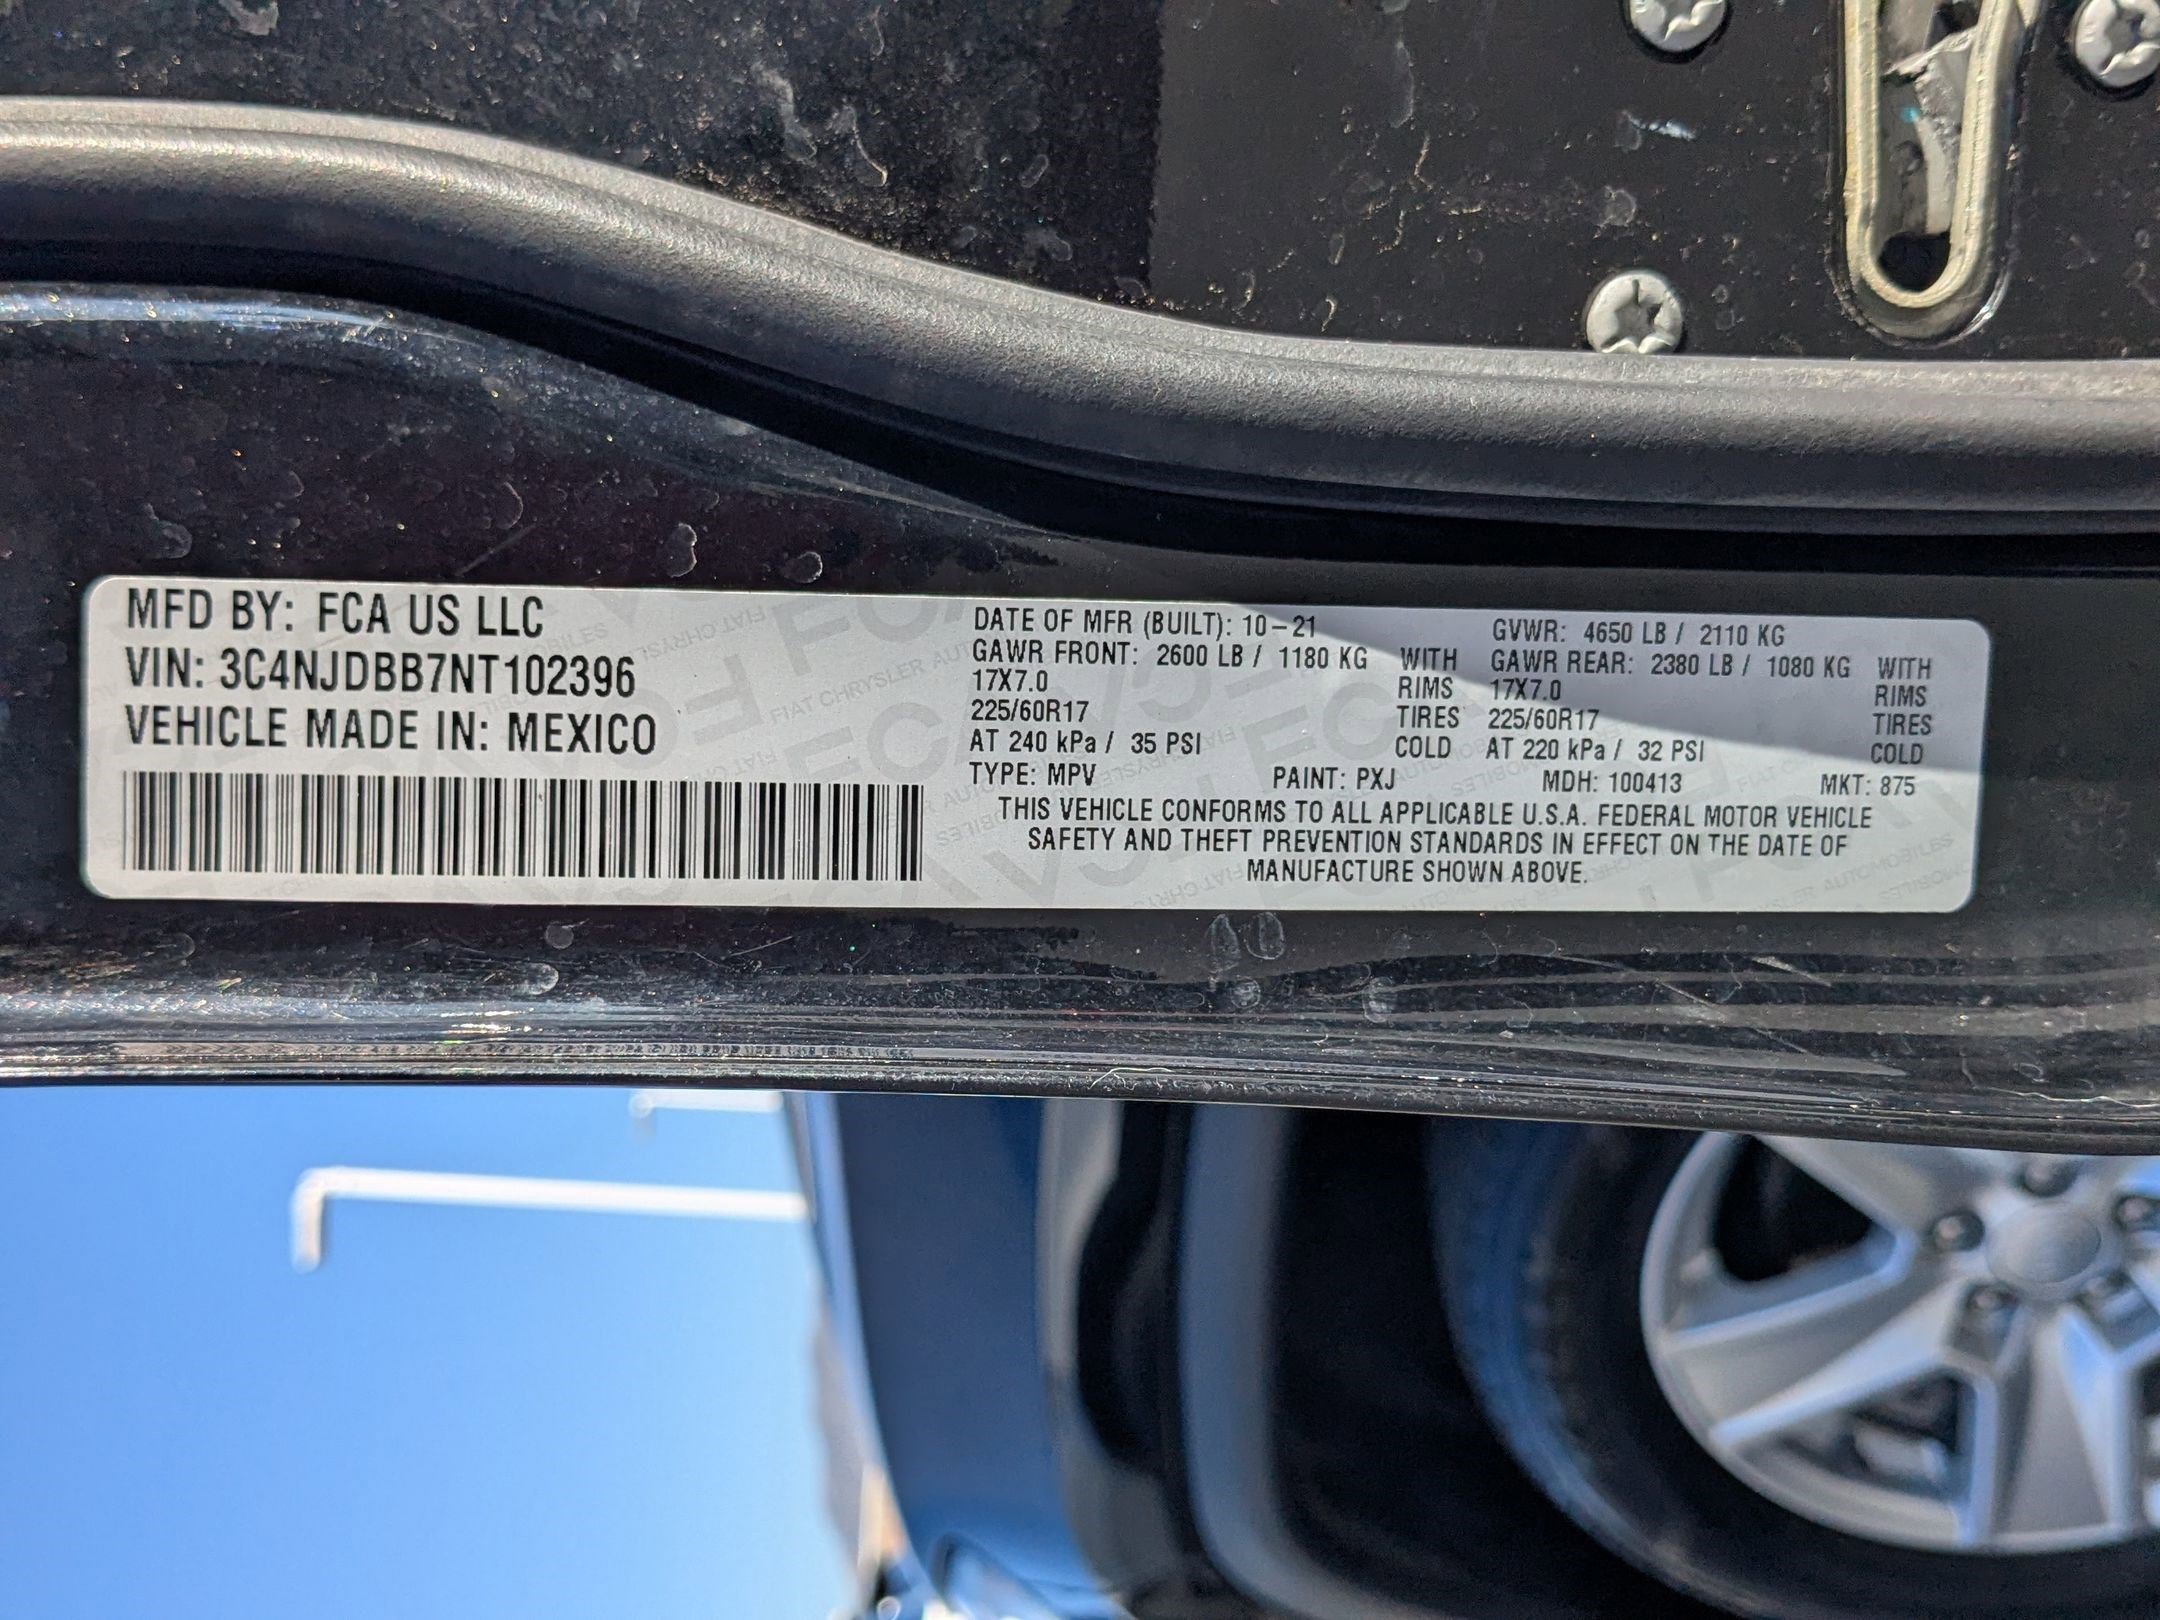 MFD BY: FCA US LLC
VIN: 3C4NJDBB7NT102396
VEHICLE MADE IN: MEXICO
DATE OF MFR (BUILT): 10-21 GVWR: 4650 LB / 2110 KG
GAWR FRONT: 2600 LB / 1180 KG WITH GAWR REAR: 2380 LB / 1080 KG WITH
17X7.0 RIMS 17X7.0 RIMS
225/60R17 TIRES 225/60R17 TIRES
AT 240 kPa / 35 PSI COLD AT 220 kPa / 32 PSI COLD
TYPE: MPV PAINT: PXJ MDH: 100413 MKT: 875
THIS VEHICLE CONFORMS TO ALL APPLICABLE U.S.A. FEDERAL MOTOR VEHICLE
SAFETY AND THEFT PREVENTION STANDARDS IN EFFECT ON THE DATE OF
MANUFACTURE SHOWN ABOVE.